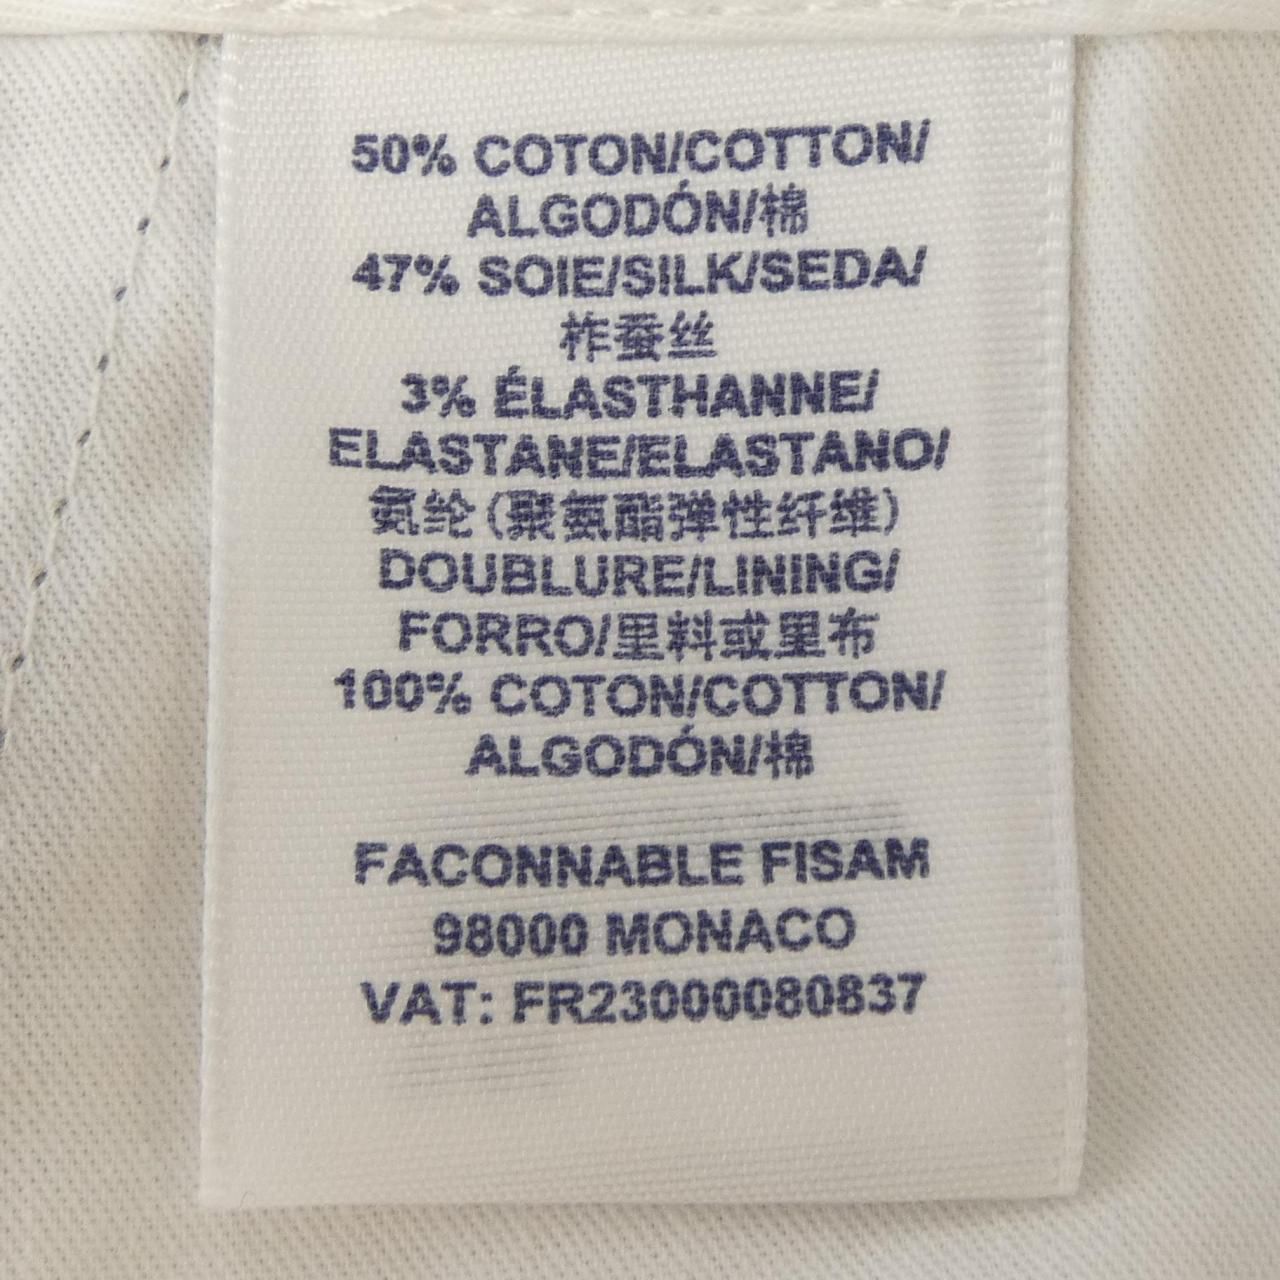 50% COTON/COTTON/
ALGODÓN/棉
47% SOIE/SILK/SEDA/
柞蚕丝
3% ÉLASTHANNE/
ELASTANE/ELASTANO/
氨纶(聚氨酯弹性纤维)
DOUBLURE/LINING/
FORRO/里料或里布
100% COTON/COTTON/
ALGODÓN/棉
FACONNABLE FISAM
98000 MONACO
VAT: FR23000080837